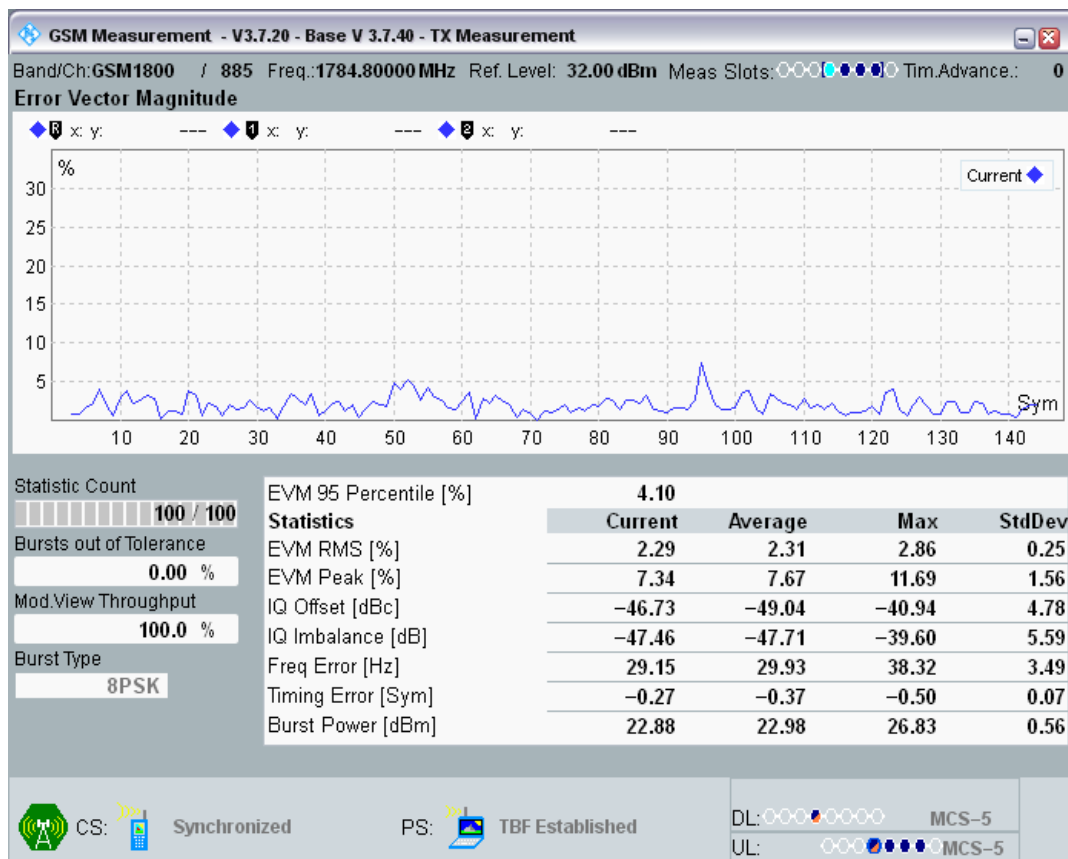 GSM Measurement - V3.7.20 - Base V 3.7.40 - TX Measurement
Band/Ch:GSM1800 / 885 Freq.:1784.80000 MHz Ref. Level: 32.00 dBm Meas Slots: Tim.Advance.: 0
Error Vector Magnitude
R x: y: --- 1 x: y: --- 2 x: y: ---
%
Current
30
25
20
15
10
5
Sym
10 20 30 40 50 60 70 80 90 100 110 120 130 140
Statistic Count
100 / 100
Bursts out of Tolerance
0.00 %
Mod.View Throughput
100.0 %
Burst Type
8PSK
EVM 95 Percentile [%] 4.10
Statistics Current Average Max StdDev
EVM RMS [%] 2.29 2.31 2.86 0.25
EVM Peak [%] 7.34 7.67 11.69 1.56
IQ Offset [dBc] −46.73 −49.04 −40.94 4.78
IQ Imbalance [dB] −47.46 −47.71 −39.60 5.59
Freq Error [Hz] 29.15 29.93 38.32 3.49
Timing Error [Sym] −0.27 −0.37 −0.50 0.07
Burst Power [dBm] 22.88 22.98 26.83 0.56
CS: Synchronized PS: TBF Established
DL: MCS−5
UL: MCS−5